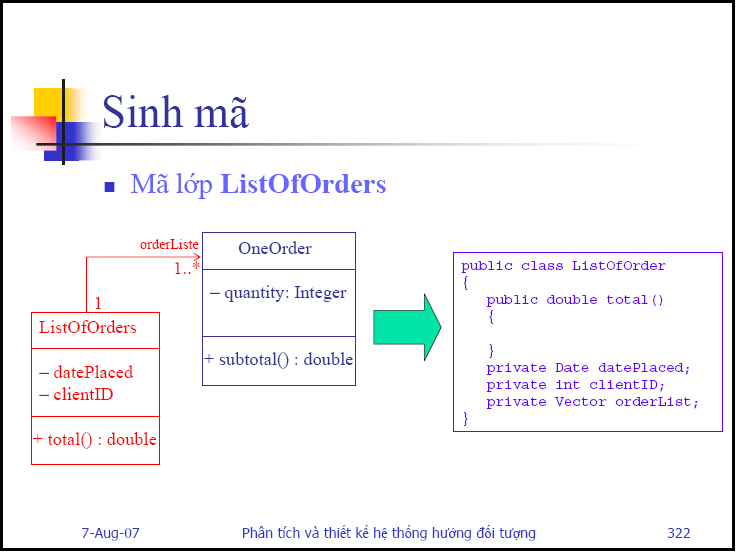 Sinh mã
Mã lớp ListOfOrders
orderListe
1..*
1
ListOfOrders
– datePlaced
– clientID
+ total() : double
OneOrder
– quantity: Integer
+ subtotal() : double
public class ListOfOrder
{
public double total()
{
}
private Date datePlaced;
private int clientID;
private Vector orderList;
}
7-Aug-07
Phân tích và thiết kế hệ thống hướng đối tượng
322